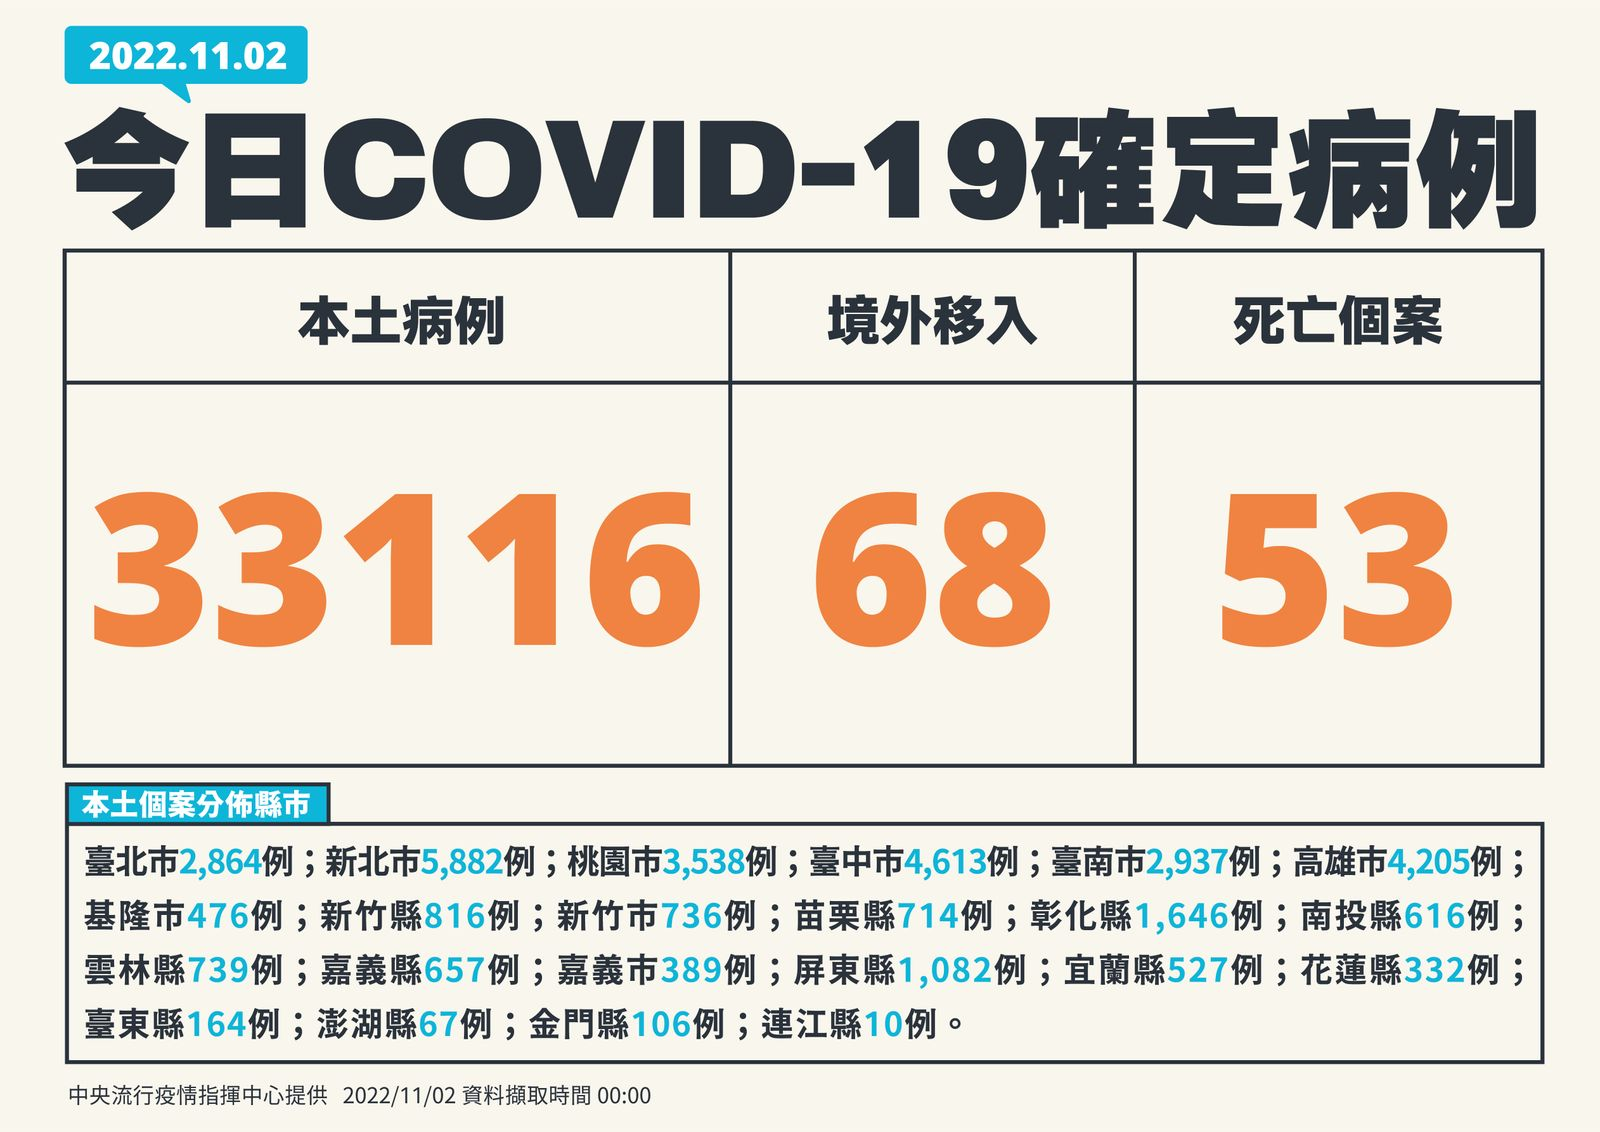 2022.11.02
今日COVID-19確定病例
本土病例
境外移入
死亡個案
33116
68
53
本土個案分佈縣市
臺北市2,864例；新北市5,882例；桃園市3,538例；臺中市4,613例；臺南市2,937例；高雄市4,205例；
基隆市476例；新竹縣816例；新竹市736例；苗栗縣714例；彰化縣1,646例；南投縣616例；
雲林縣739例；嘉義縣657例；嘉義市389例；屏東縣1,082例；宜蘭縣527例；花蓮縣332例；
臺東縣164例；澎湖縣67例；金門縣106例；連江縣10例。
中央流行疫情指揮中心提供 2022/11/02 資料擷取時間 00:00